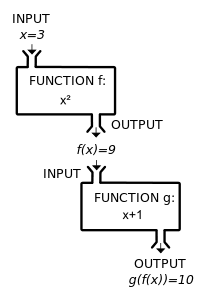 INPUT
x=3
FUNCTION f:
x²
OUTPUT
f(x)=9
INPUT
FUNCTION g:
x+1
OUTPUT
g(f(x))=10